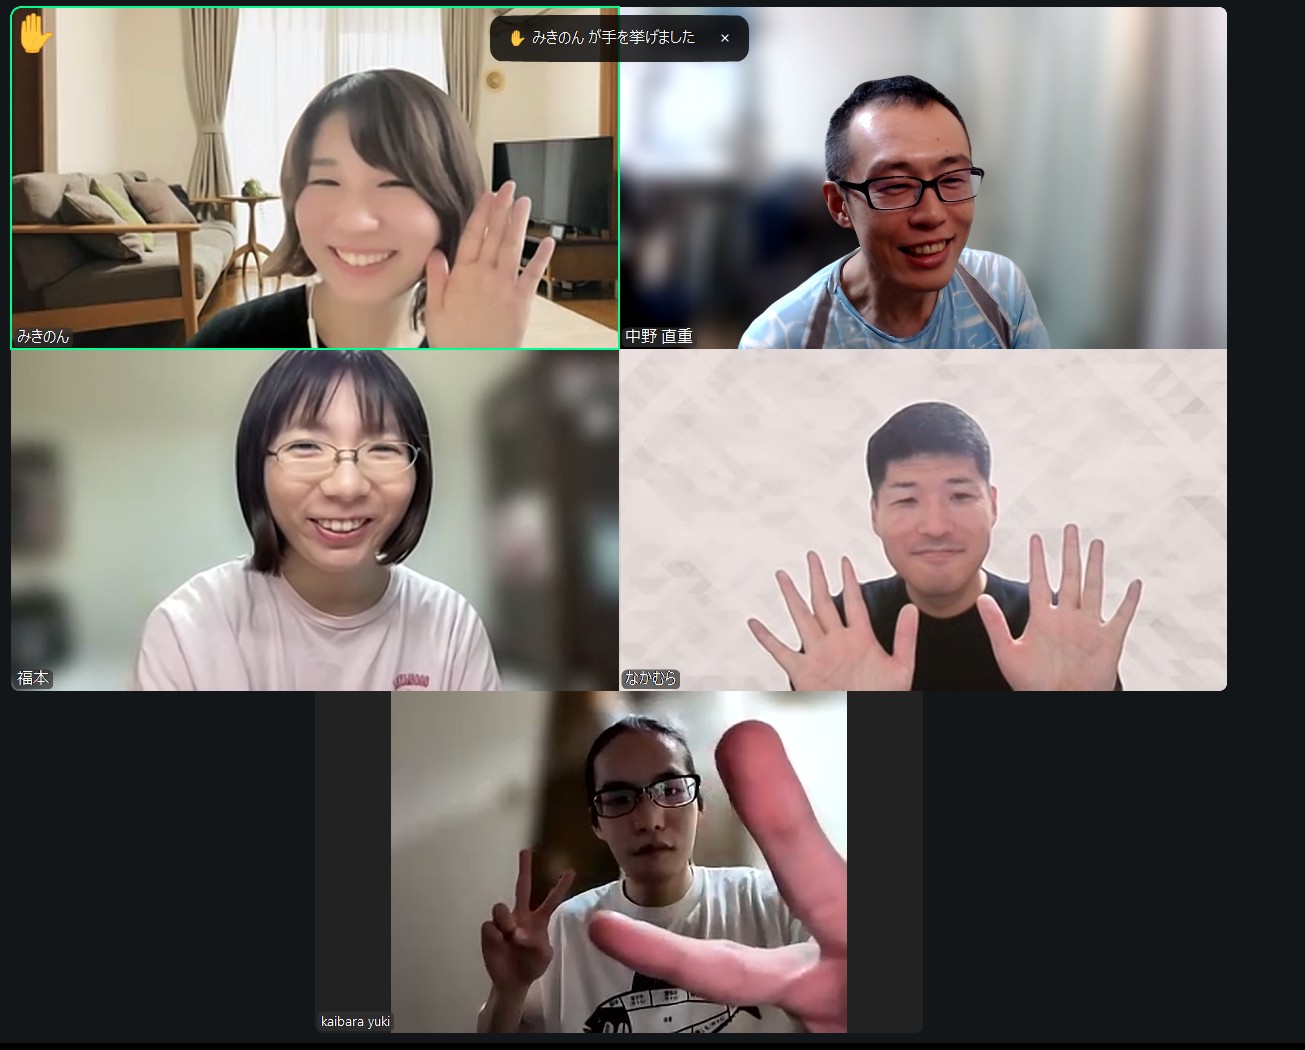 みきのん が手を挙げました ×
みきのん
中野 直重
福本
なかむら
kaibara yuki